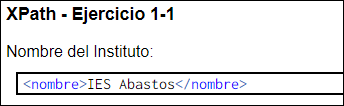 XPath - Ejercicio 1-1
Nombre del Instituto:
<nombre>IES Abastos</nombre>